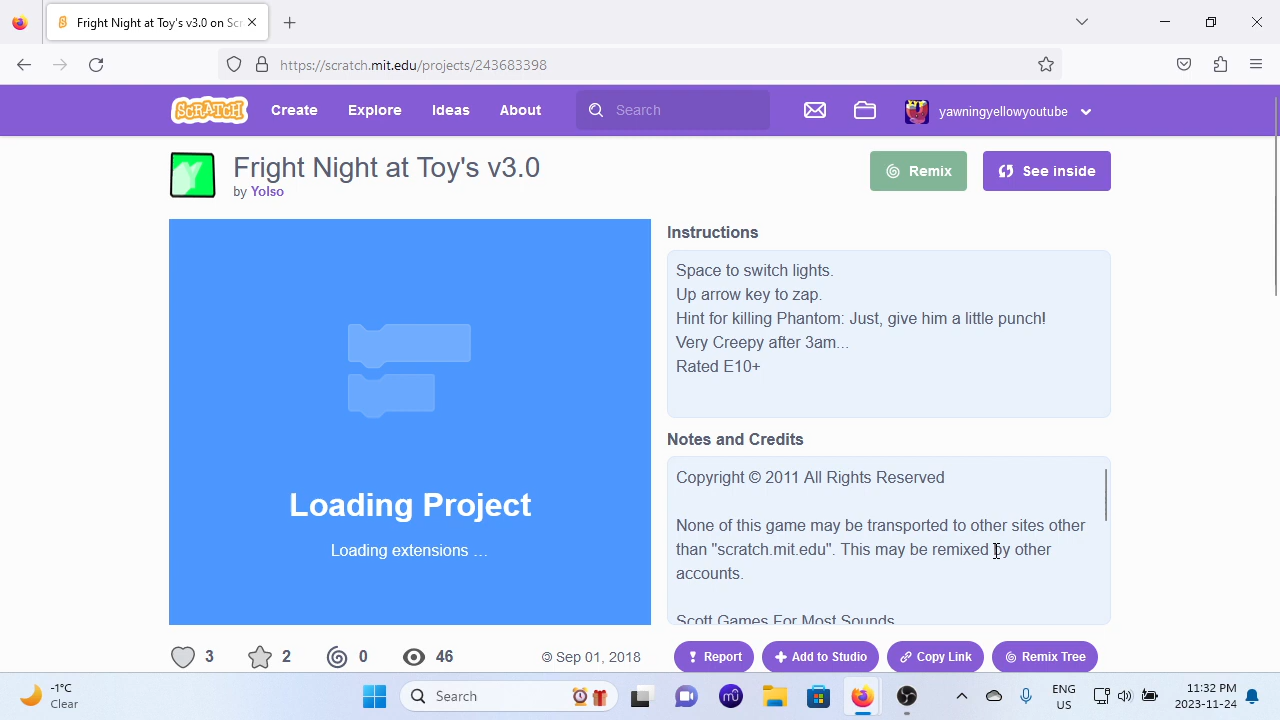 Fright Night at Toy's v3.0 on Scr
https://scratch.mit.edu/projects/243683398
SCRATCH Create Explore Ideas About Search yawningyellowyoutube
Fright Night at Toy's v3.0
by Yolso
Remix See inside
Instructions
Space to switch lights.
Up arrow key to zap.
Hint for killing Phantom: Just, give him a little punch!
Very Creepy after 3am...
Rated E10+
Loading Project
Loading extensions ...
Notes and Credits
Copyright © 2011 All Rights Reserved
None of this game may be transported to other sites other
than "scratch.mit.edu". This may be remixed by other
accounts.
Scott Games For Most Sounds
3 2 0 46 © Sep 01, 2018
Report Add to Studio Copy Link Remix Tree
-1°C
Clear
Search
ENG
US
11:32 PM
2023-11-24